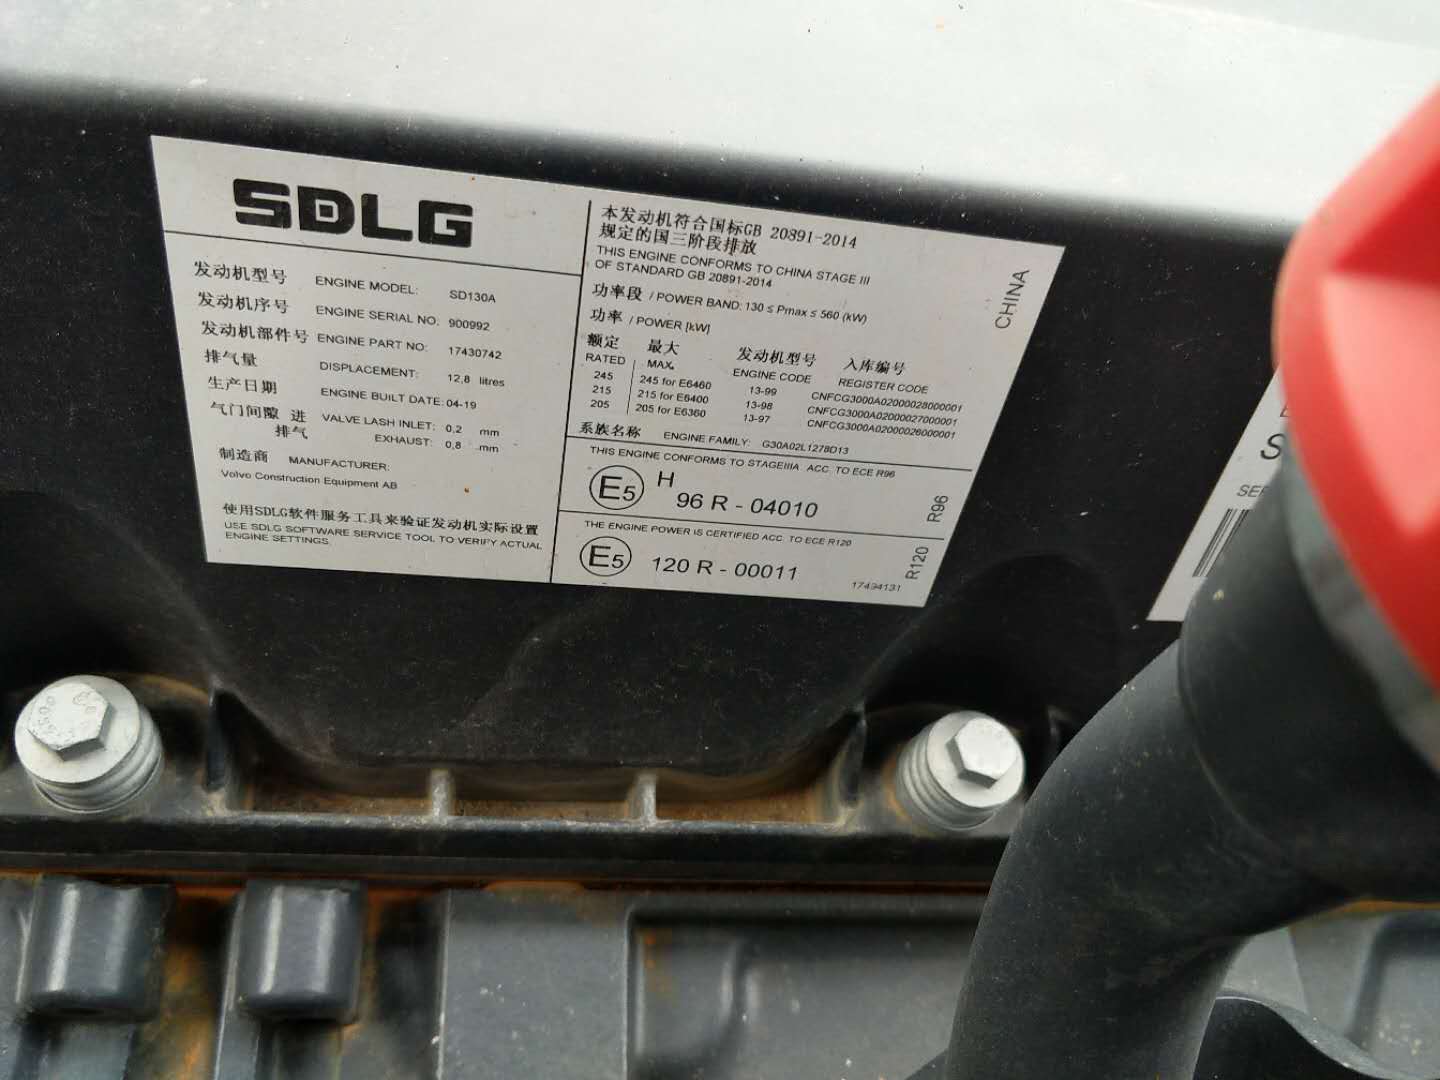 SDLG
发动机型号 ENGINE MODEL: SD130A
发动机序号 ENGINE SERIAL NO: 900992
发动机部件号 ENGINE PART NO: 17430742
排气量 DISPLACEMENT: 12,8 litres
生产日期 ENGINE BUILT DATE: 04-19
气门间隙 进 VALVE LASH INLET: 0,2 mm
排气 EXHAUST: 0,8 mm
制造商 MANUFACTURER:
Volvo Construction Equipment AB
使用SDLG软件服务工具来验证发动机实际设置
USE SDLG SOFTWARE SERVICE TOOL TO VERIFY ACTUAL
ENGINE SETTINGS.
本发动机符合国标GB 20891-2014
规定的国三阶段排放
THIS ENGINE CONFORMS TO CHINA STAGE III
OF STANDARD GB 20891-2014
功率段 / POWER BAND: 130 ≤ Pmax ≤ 560 (kW)
功率 / POWER [kW]
额定 最大 发动机型号 入库编号
RATED MAX. ENGINE CODE REGISTER CODE
245 245 for E6460 13-99 CNFCG3000A02000028000001
215 215 for E6400 13-98 CNFCG3000A02000027000001
205 205 for E6360 13-97 CNFCG3000A02000026000001
系族名称 ENGINE FAMILY: G30A02L1278D13
CHINA
THIS ENGINE CONFORMS TO STAGEIIIA ACC. TO ECE R96
E5 H 96 R - 04010
R96
THE ENGINE POWER IS CERTIFIED ACC. TO ECE R120
E5 120 R - 00011
17494131
R120